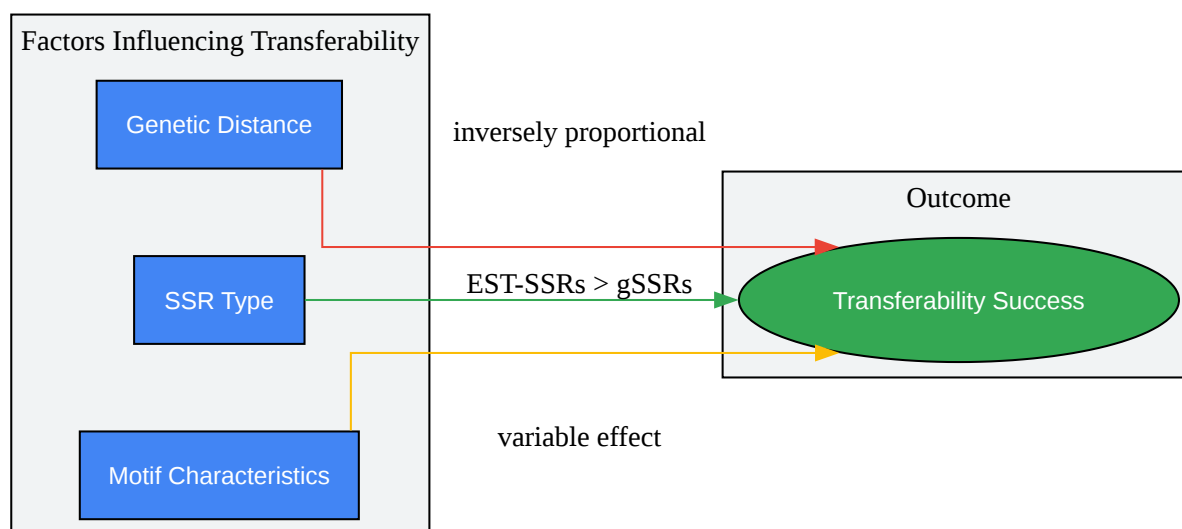 Factors Influencing Transferability
Genetic Distance
inversely proportional
Outcome
SSR Type
EST-SSRs > gSSRs
Transferability Success
Motif Characteristics
variable effect